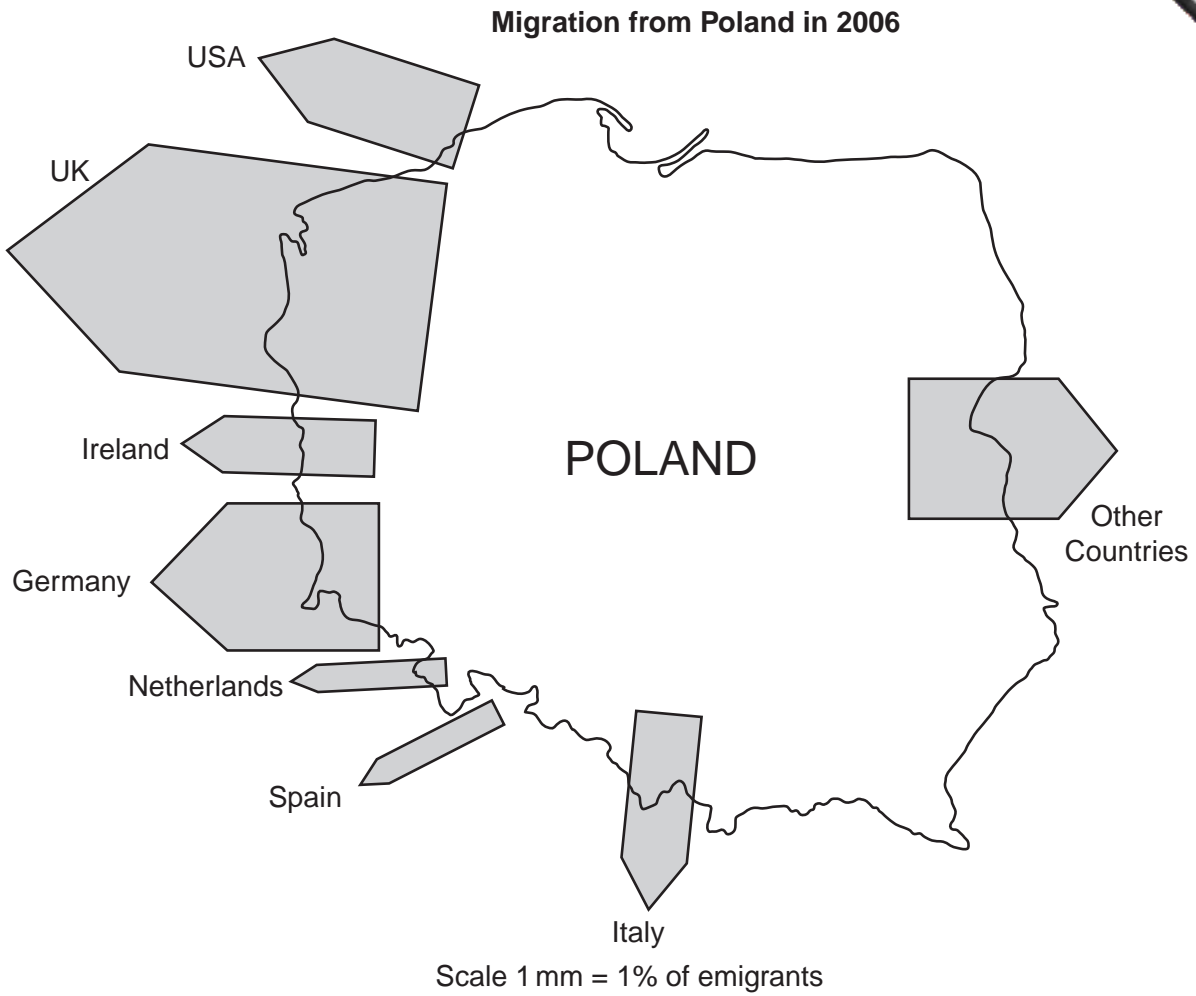 Migration from Poland in 2006
USA
UK
Ireland
POLAND
Other
Countries
Germany
Netherlands
Spain
Italy
Scale 1 mm = 1% of emigrants